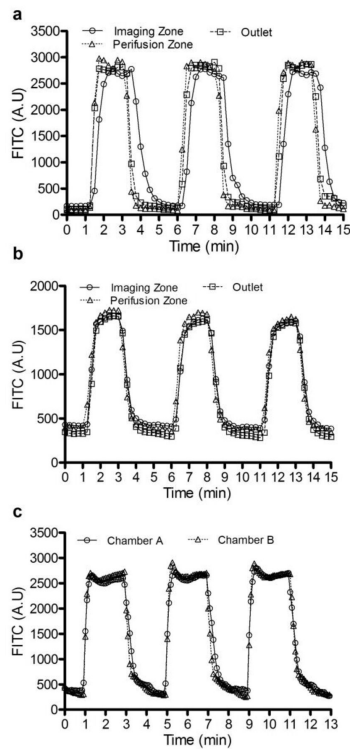 a
Imaging Zone
Outlet
Perifusion Zone
3500
3000
2500
2000
1500
1000
500
0
FITC (A.U)
0 1 2 3 4 5 6 7 8 9 10 11 12 13 14 15
Time (min)
b
Imaging Zone
Outlet
Perifusion Zone
2000
1500
1000
500
0
FITC (A.U)
0 1 2 3 4 5 6 7 8 9 10 11 12 13 14 15
Time (min)
c
Chamber A
Chamber B
3500
3000
2500
2000
1500
1000
500
0
FITC (A.U)
0 1 2 3 4 5 6 7 8 9 10 11 12 13
Time (min)